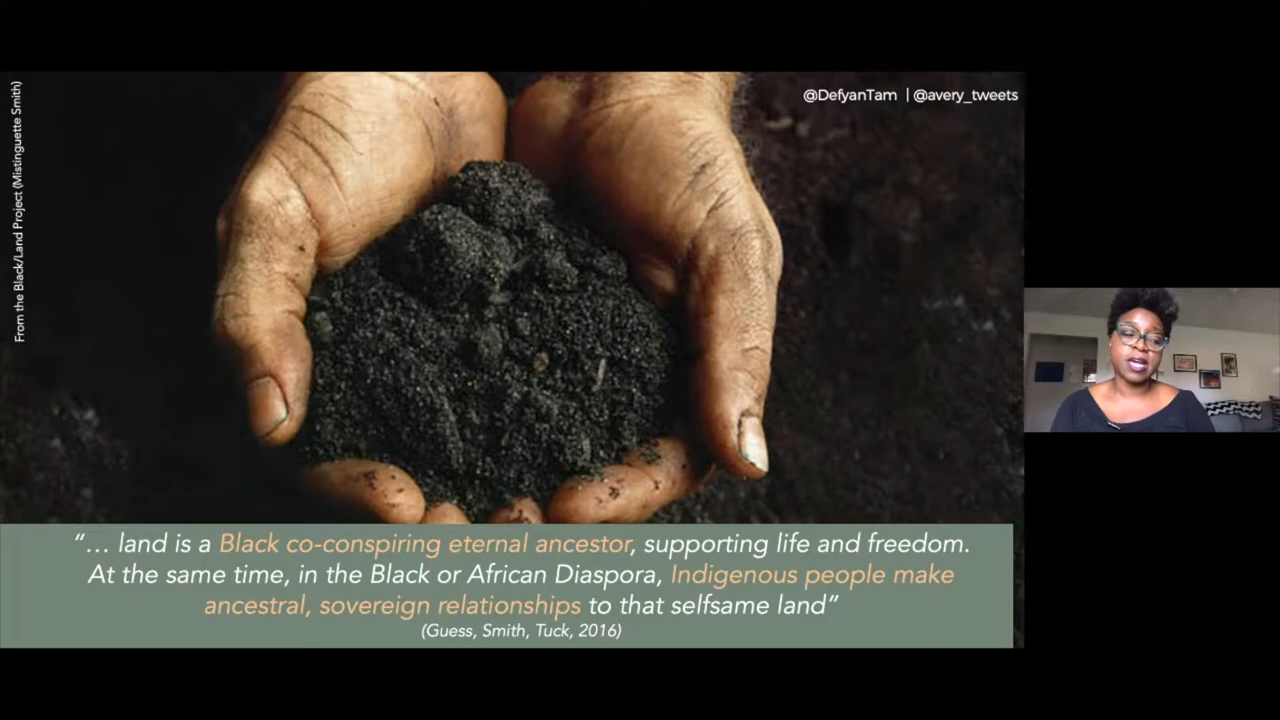 @DefyanTam | @avery_tweets
From the Black/Land Project (Mistinguette Smith)
“... land is a Black co-conspiring eternal ancestor, supporting life and freedom.
At the same time, in the Black or African Diaspora, Indigenous people make
ancestral, sovereign relationships to that selfsame land”
(Guess, Smith, Tuck, 2016)